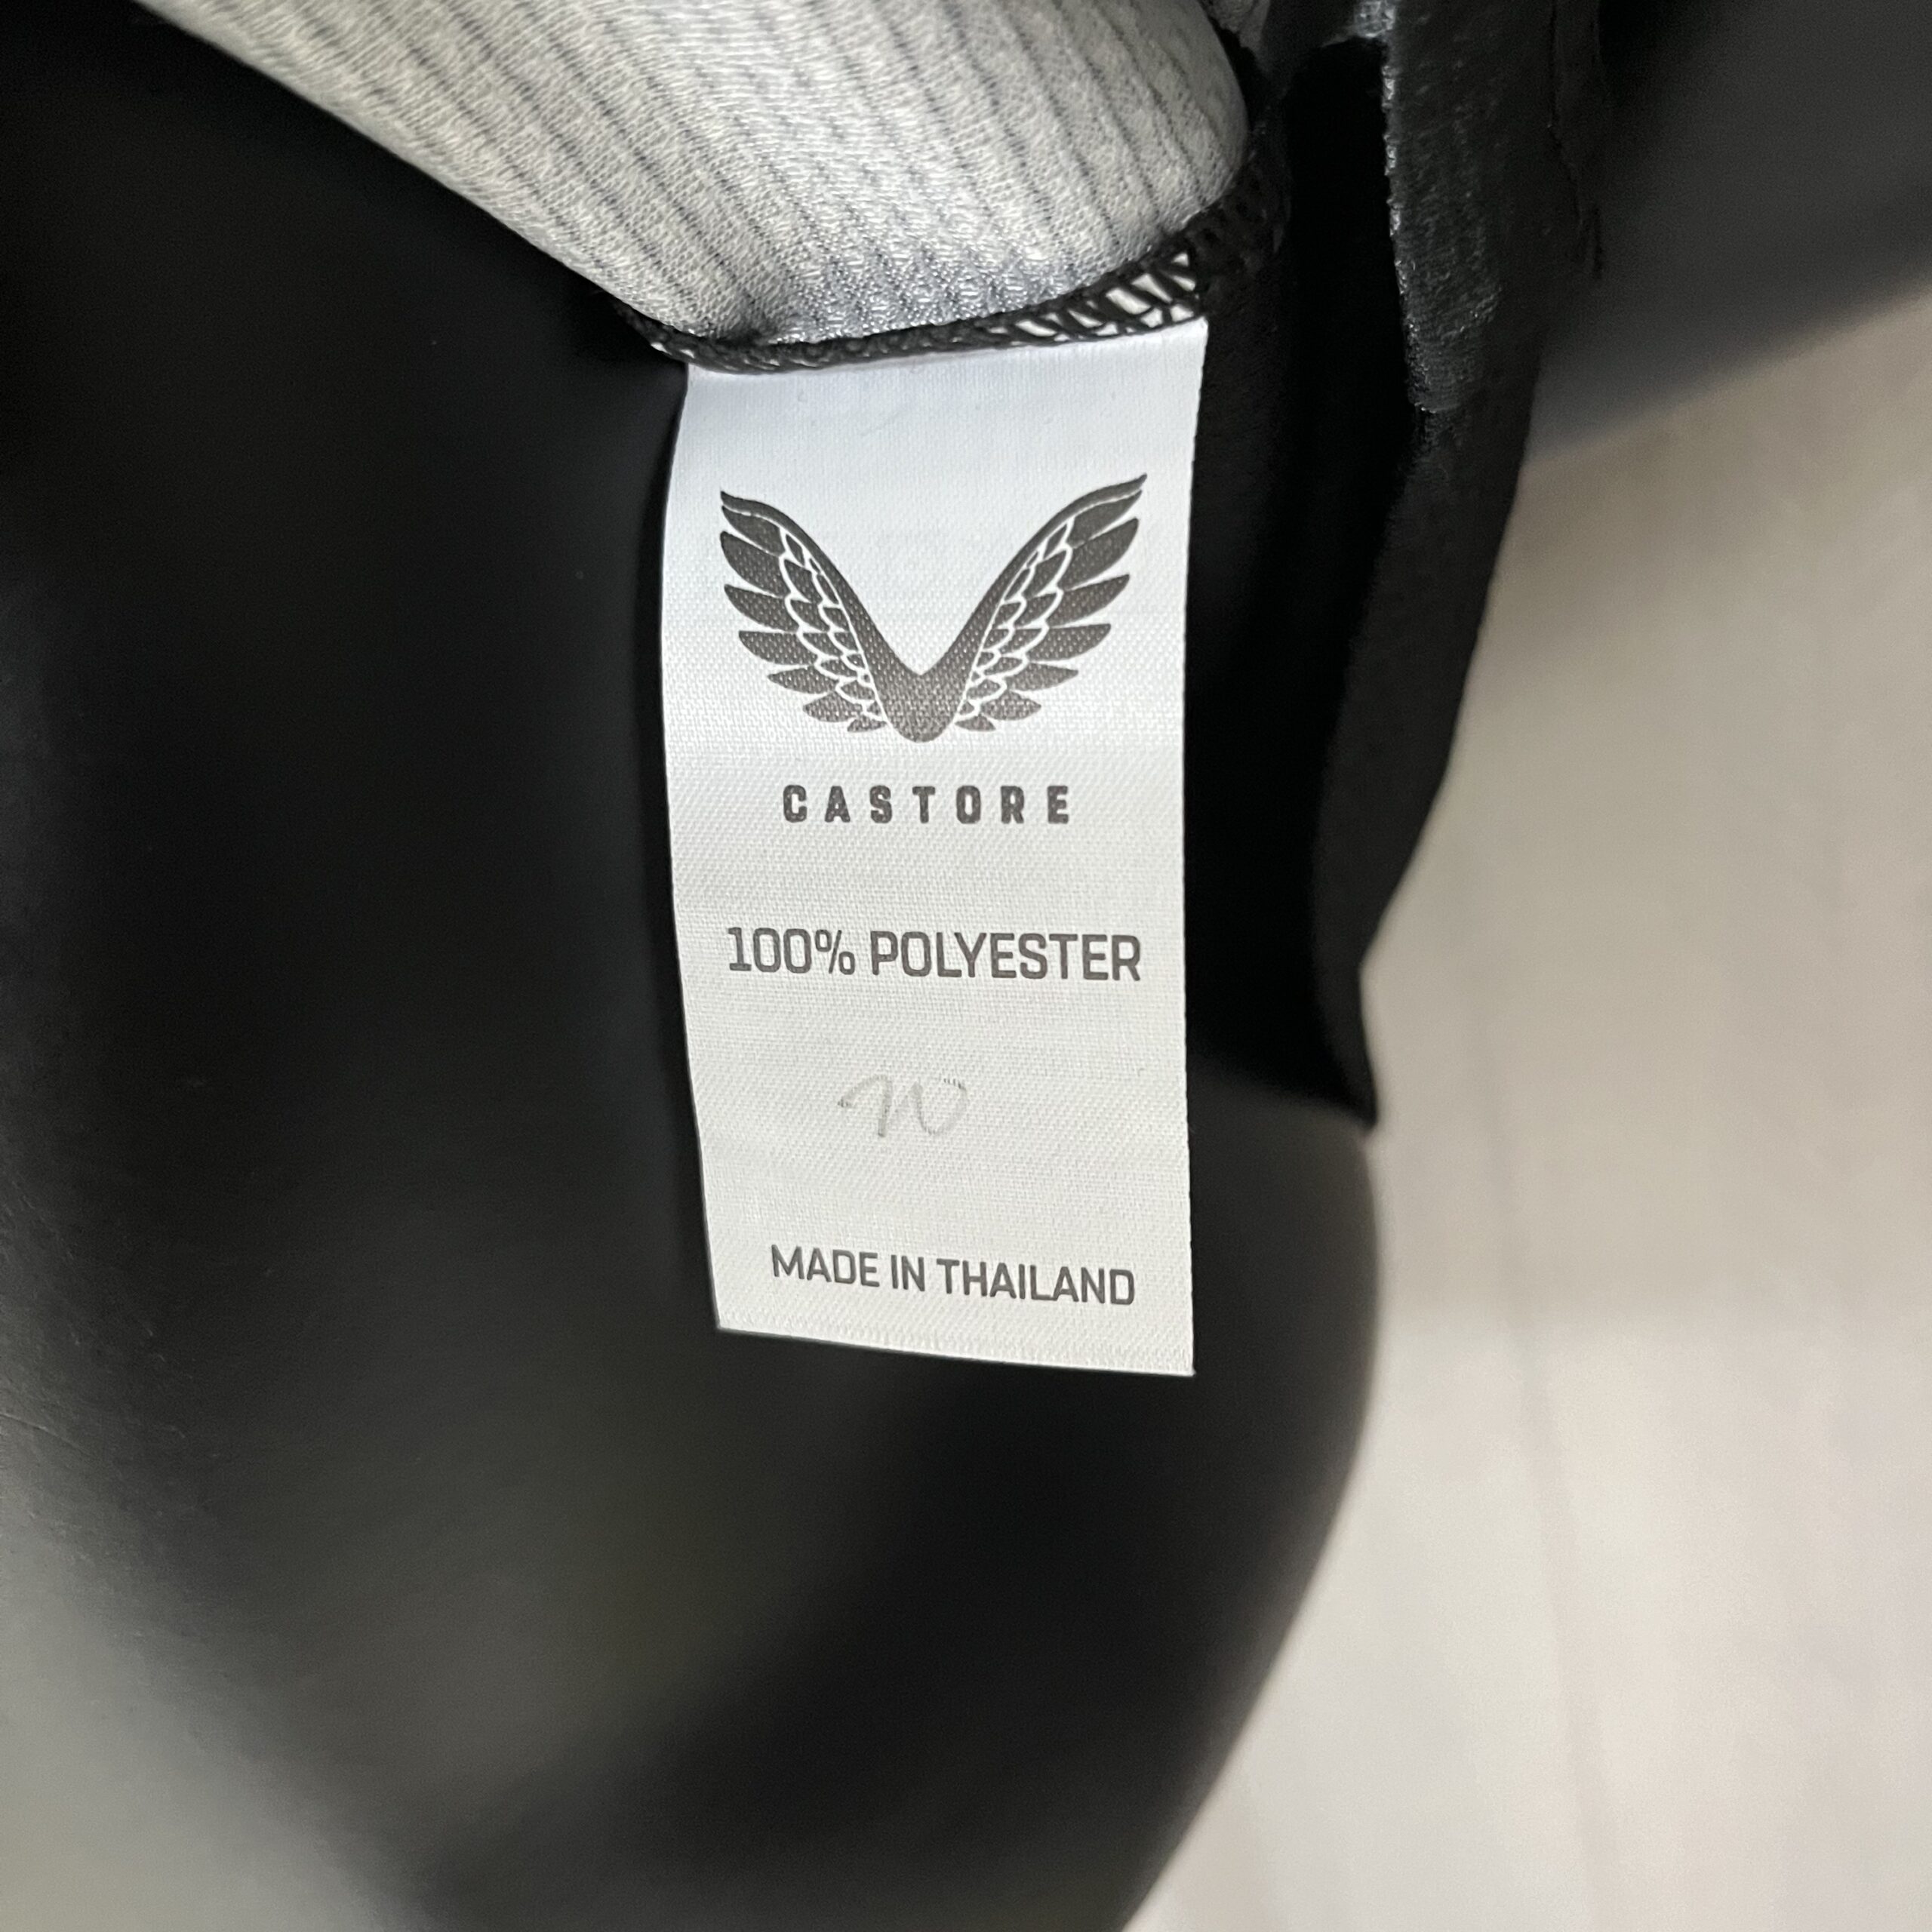 CASTORE
100% POLYESTER
MADE IN THAILAND